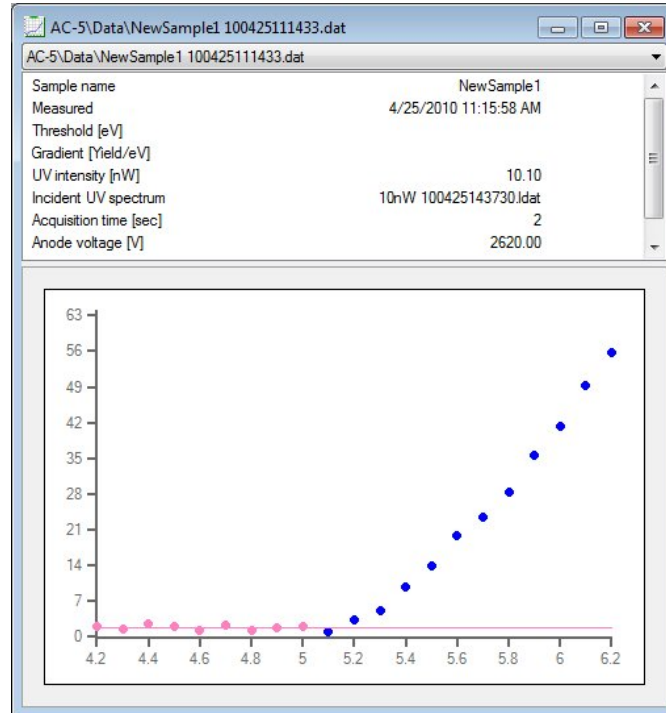 AC-5\Data\NewSample1 100425111433.dat
AC-5\Data\NewSample1 100425111433.dat
Sample name NewSample1
Measured 4/25/2010 11:15:58 AM
Threshold [eV]
Gradient [Yield/eV]
UV intensity [nW] 10.10
Incident UV spectrum 10nW 100425143730.ldat
Acquisition time [sec] 2
Anode voltage [V] 2620.00
63
56
49
42
35
28
21
14
7
0
4.2 4.4 4.6 4.8 5 5.2 5.4 5.6 5.8 6 6.2